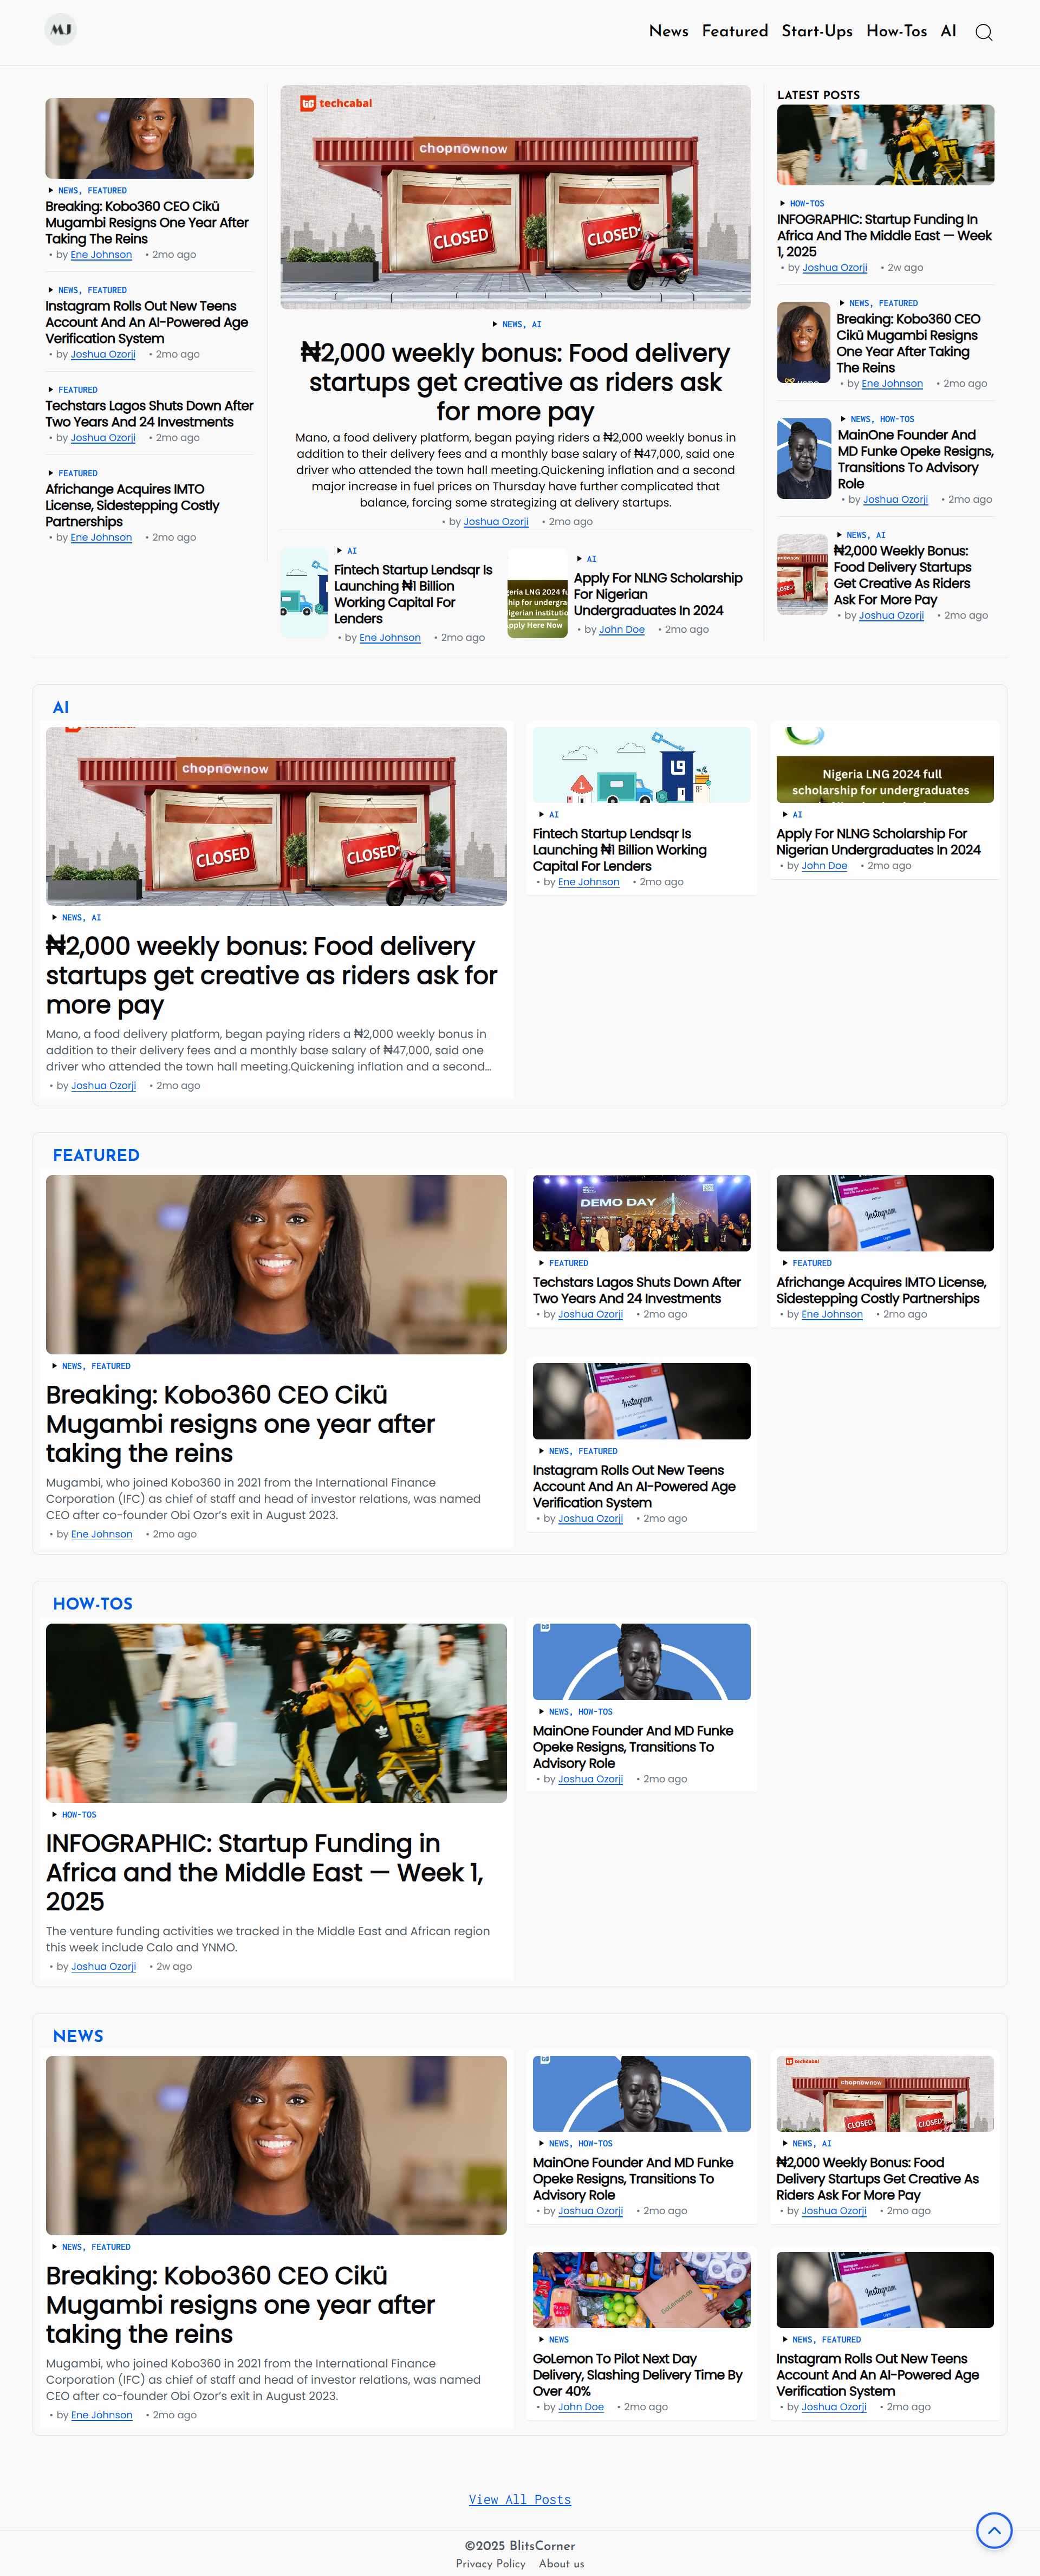 MJ
News Featured Start-Ups How-Tos AI
NEWS, FEATURED
Breaking: Kobo360 CEO Cikü
Mugambi Resigns One Year After
Taking The Reins
• by Ene Johnson • 2mo ago
NEWS, FEATURED
Instagram Rolls Out New Teens
Account And An AI-Powered Age
Verification System
• by Joshua Ozorji • 2mo ago
FEATURED
Techstars Lagos Shuts Down After
Two Years And 24 Investments
• by Joshua Ozorji • 2mo ago
FEATURED
Africhange Acquires IMTO
License, Sidestepping Costly
Partnerships
• by Ene Johnson • 2mo ago
techcabal
chopnownow
CLOSED
CLOSED
NEWS, AI
₦2,000 weekly bonus: Food delivery
startups get creative as riders ask
for more pay
Mano, a food delivery platform, began paying riders a ₦2,000 weekly bonus in
addition to their delivery fees and a monthly base salary of ₦47,000, said one
driver who attended the town hall meeting.Quickening inflation and a second
major increase in fuel prices on Thursday have further complicated that
balance, forcing some strategizing at delivery startups.
• by Joshua Ozorji • 2mo ago
AI
Fintech Startup Lendsqr Is
Launching ₦1 Billion
Working Capital For
Lenders
• by Ene Johnson • 2mo ago
geria LNG 2024 fu
hip for undergra
igerian institutio
pply Here Now
AI
Apply For NLNG Scholarship
For Nigerian
Undergraduates In 2024
• by John Doe • 2mo ago
LATEST POSTS
HOW-TOS
INFOGRAPHIC: Startup Funding In
Africa And The Middle East — Week
1, 2025
• by Joshua Ozorji • 2w ago
NEWS, FEATURED
Breaking: Kobo360 CEO
Cikü Mugambi Resigns
One Year After Taking
The Reins
• by Ene Johnson • 2mo ago
NEWS, HOW-TOS
MainOne Founder And
MD Funke Opeke Resigns,
Transitions To Advisory
Role
• by Joshua Ozorji • 2mo ago
NEWS, AI
₦2,000 Weekly Bonus:
Food Delivery Startups
Get Creative As Riders
Ask For More Pay
• by Joshua Ozorji • 2mo ago
AI
chopnownow
CLOSED
CLOSED
NEWS, AI
₦2,000 weekly bonus: Food delivery
startups get creative as riders ask for
more pay
Mano, a food delivery platform, began paying riders a ₦2,000 weekly bonus in
addition to their delivery fees and a monthly base salary of ₦47,000, said one
driver who attended the town hall meeting.Quickening inflation and a second...
• by Joshua Ozorji • 2mo ago
AI
Fintech Startup Lendsqr Is
Launching ₦1 Billion Working
Capital For Lenders
• by Ene Johnson • 2mo ago
Nigeria LNG 2024 full
scholarship for undergraduates
AI
Apply For NLNG Scholarship For
Nigerian Undergraduates In 2024
• by John Doe • 2mo ago
FEATURED
NEWS, FEATURED
Breaking: Kobo360 CEO Cikü
Mugambi resigns one year after
taking the reins
Mugambi, who joined Kobo360 in 2021 from the International Finance
Corporation (IFC) as chief of staff and head of investor relations, was named
CEO after co-founder Obi Ozor's exit in August 2023.
• by Ene Johnson • 2mo ago
DEMO DAY
FEATURED
Techstars Lagos Shuts Down After
Two Years And 24 Investments
• by Joshua Ozorji • 2mo ago
Instagram
FEATURED
Africhange Acquires IMTO License,
Sidestepping Costly Partnerships
• by Ene Johnson • 2mo ago
Instagram
NEWS, FEATURED
Instagram Rolls Out New Teens
Account And An AI-Powered Age
Verification System
• by Joshua Ozorji • 2mo ago
HOW-TOS
HOW-TOS
INFOGRAPHIC: Startup Funding in
Africa and the Middle East — Week 1,
2025
The venture funding activities we tracked in the Middle East and African region
this week include Calo and YNMO.
• by Joshua Ozorji • 2w ago
NEWS, HOW-TOS
MainOne Founder And MD Funke
Opeke Resigns, Transitions To
Advisory Role
• by Joshua Ozorji • 2mo ago
NEWS
NEWS, FEATURED
Breaking: Kobo360 CEO Cikü
Mugambi resigns one year after
taking the reins
Mugambi, who joined Kobo360 in 2021 from the International Finance
Corporation (IFC) as chief of staff and head of investor relations, was named
CEO after co-founder Obi Ozor's exit in August 2023.
• by Ene Johnson • 2mo ago
NEWS, HOW-TOS
MainOne Founder And MD Funke
Opeke Resigns, Transitions To
Advisory Role
• by Joshua Ozorji • 2mo ago
techcabal
chopnownow
CLOSED
CLOSED
NEWS, AI
₦2,000 Weekly Bonus: Food
Delivery Startups Get Creative As
Riders Ask For More Pay
• by Joshua Ozorji • 2mo ago
GoLemon
NEWS
GoLemon To Pilot Next Day
Delivery, Slashing Delivery Time By
Over 40%
• by John Doe • 2mo ago
Instagram
NEWS, FEATURED
Instagram Rolls Out New Teens
Account And An AI-Powered Age
Verification System
• by Joshua Ozorji • 2mo ago
View All Posts
©2025 BlitsCorner
Privacy Policy About us